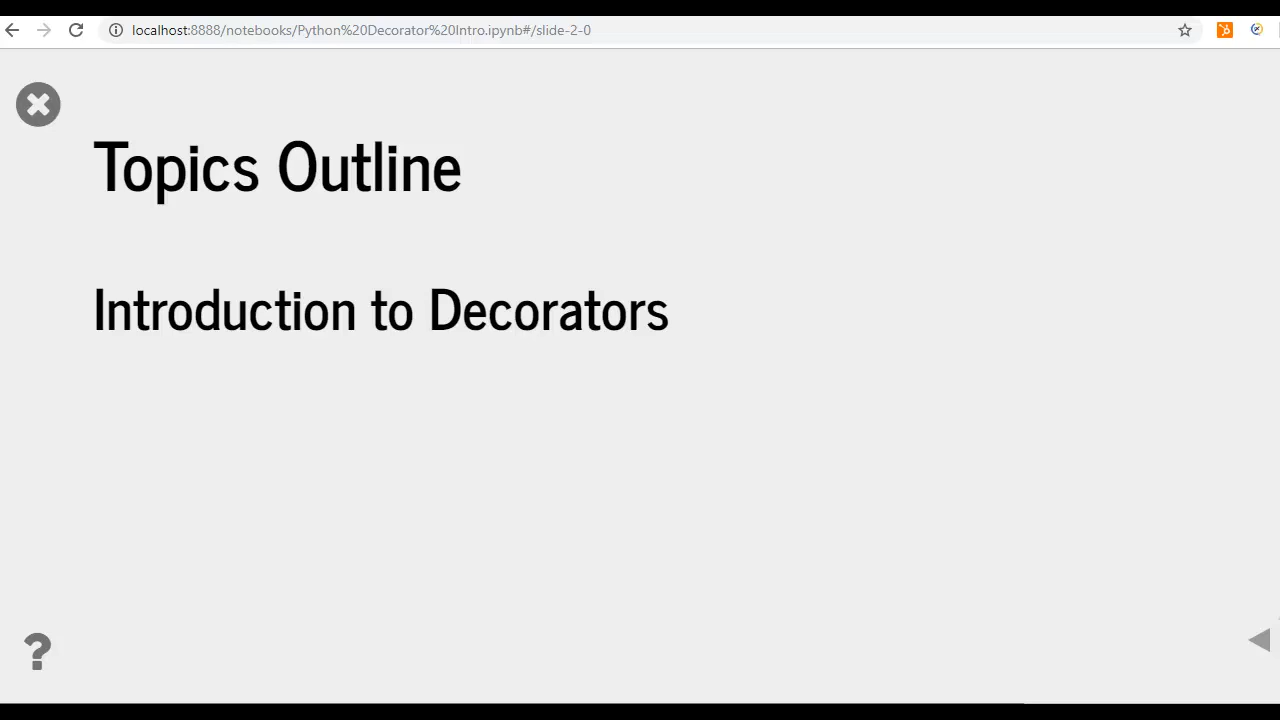 localhost:8888/notebooks/Python%20Decorator%20Intro.ipynb#/slide-2-0
Topics Outline
Introduction to Decorators
?